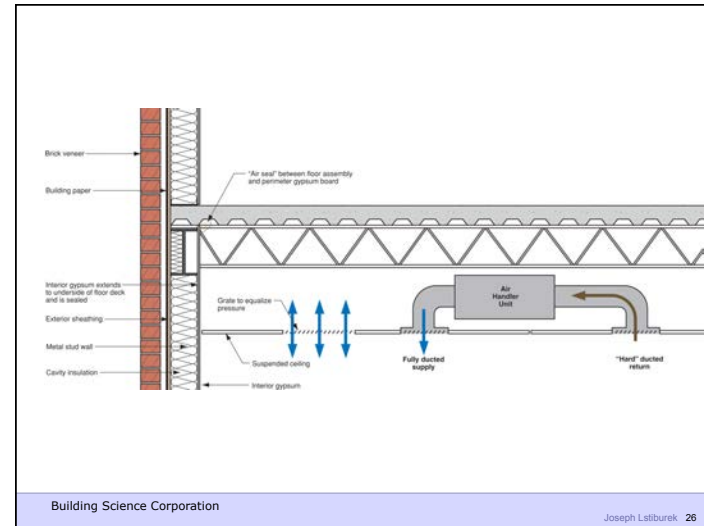 Brick veneer
Building paper
"Air seal" between floor assembly
and perimeter gypsum board
Interior gypsum extends
to underside of floor deck
and is sealed
Exterior sheathing
Metal stud wall
Cavity insulation
Grate to equalize
pressure
Suspended ceiling
Interior gypsum
Air
Handler
Unit
Fully ducted
supply
"Hard" ducted
return
Building Science Corporation
Joseph Lstiburek 26